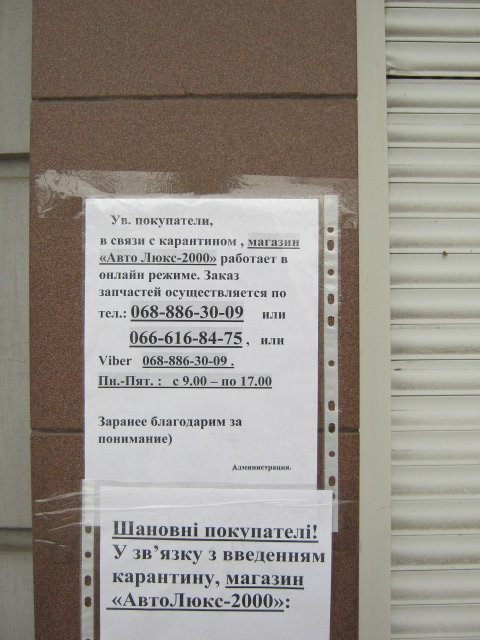 Ув. покупатели,
в связи с карантином , магазин
«Авто Люкс-2000» работает в
онлайн режиме. Заказ
запчастей осуществляется по
тел.: 068-886-30-09 или
066-616-84-75 , или
Viber 068-886-30-09 .
Пн.-Пят. : с 9.00 – по 17.00
Заранее благодарим за
понимание)
Администрация.
Шановні покупателі!
У зв’язку з введенням
карантину, магазин
«АвтоЛюкс-2000»: